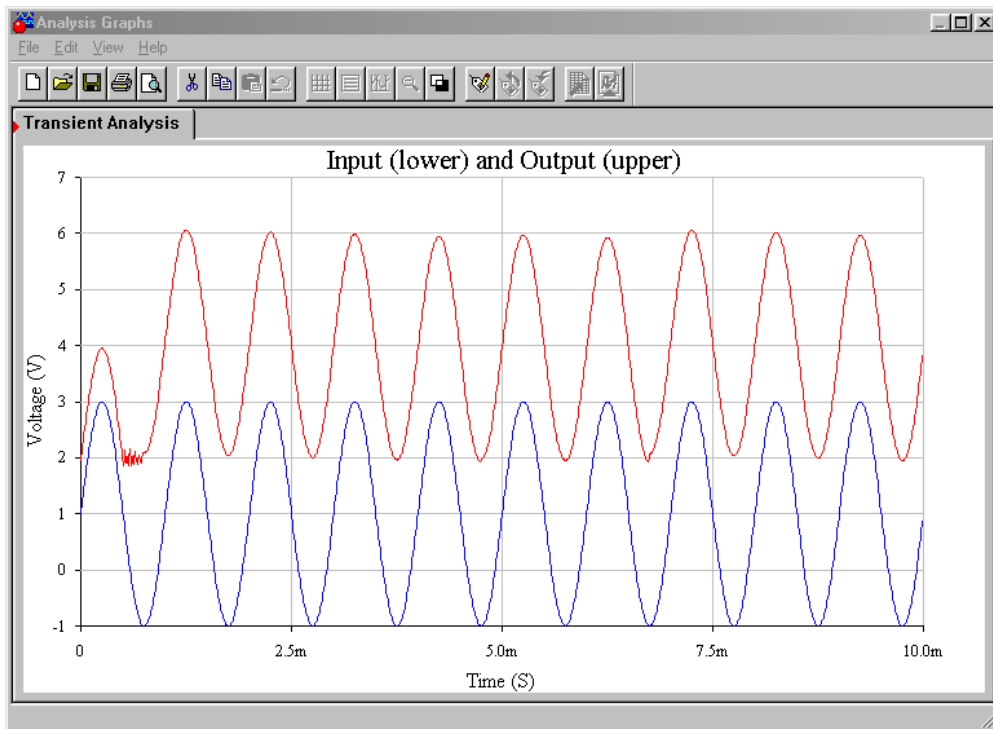 Analysis Graphs
File Edit View Help
Transient Analysis
Input (lower) and Output (upper)
7
6
5
4
3
2
1
0
-1
Voltage (V)
0 2.5m 5.0m 7.5m 10.0m
Time (S)